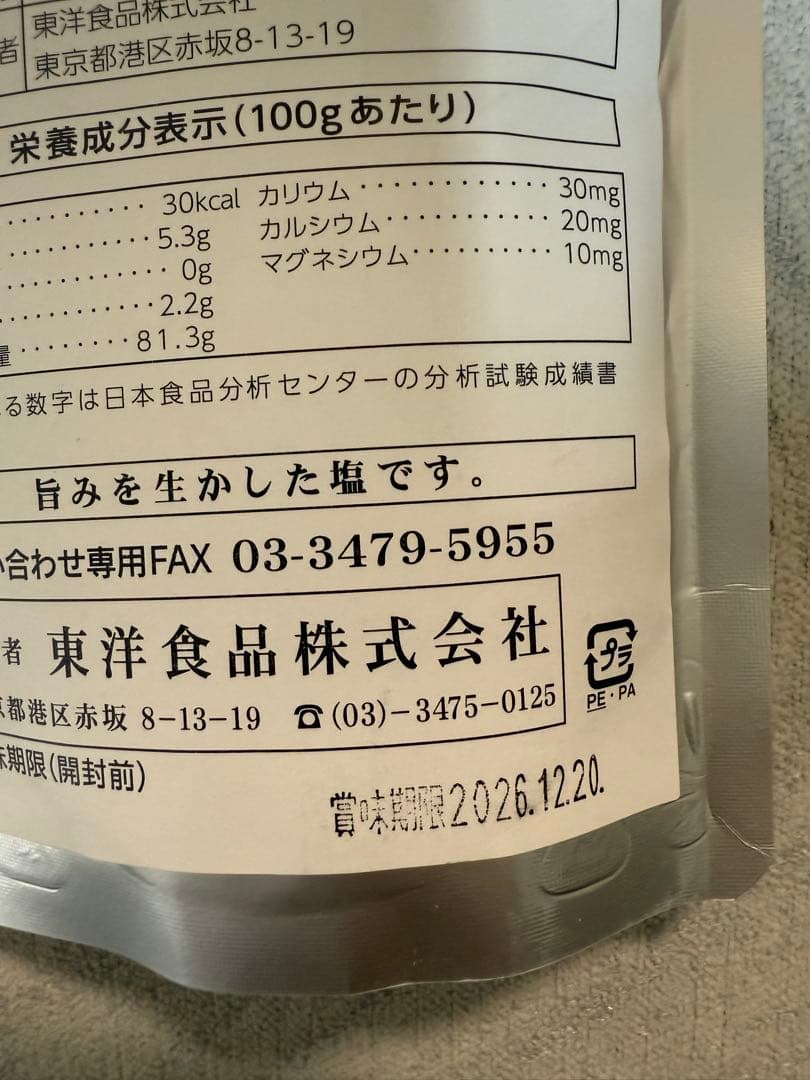 東洋食品株式会社
者 東京都港区赤坂8-13-19
栄養成分表示(100gあたり)
・・・・・・・・・・ 30kcal カリウム・・・・・・・・・・・・ 30mg
・・・・・・・・・・・5.3g カルシウム・・・・・・・・・・ 20mg
・・・・・・・・・・・・ 0g マグネシウム・・・・・・・・・ 10mg
・・・・・・・・・・・・2.2g
量・・・・・・・・81.3g
る数字は日本食品分析センターの分析試験成績書
旨みを生かした塩です。
い合わせ専用FAX 03-3479-5955
者 東洋食品株式会社
京都港区赤坂 8-13-19 ☎(03)-3475-0125
味期限(開封前)
プラ
PE・PA
賞味期限2026.12.20.